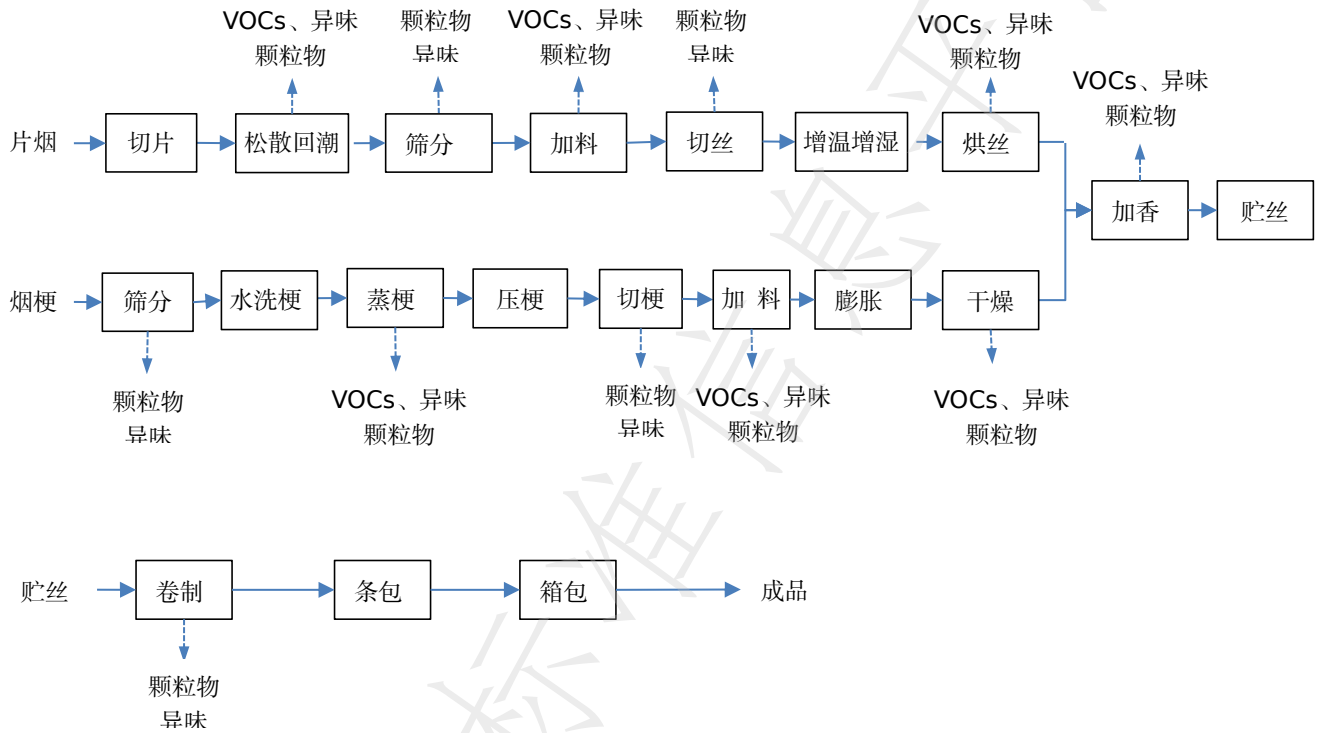 VOCs、异味
颗粒物
颗粒物
异味
VOCs、异味
颗粒物
颗粒物
异味
VOCs、异味
颗粒物
VOCs、异味
颗粒物
片烟
切片
松散回潮
筛分
加料
切丝
增温增湿
烘丝
加香
贮丝
烟梗
筛分
水洗梗
蒸梗
压梗
切梗
加 料
膨胀
干燥
颗粒物
异味
VOCs、异味
颗粒物
颗粒物
异味
VOCs、异味
颗粒物
VOCs、异味
颗粒物
贮丝
卷制
条包
箱包
成品
颗粒物
异味
标准信息平